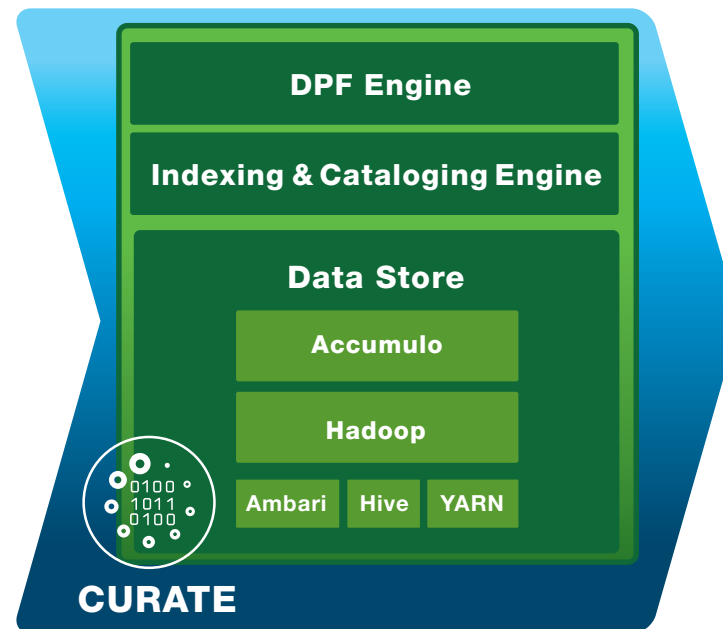 DPF Engine
Indexing & Cataloging Engine
Data Store
Accumulo
Hadoop
Ambari Hive YARN
0100
1011
0100
CURATE